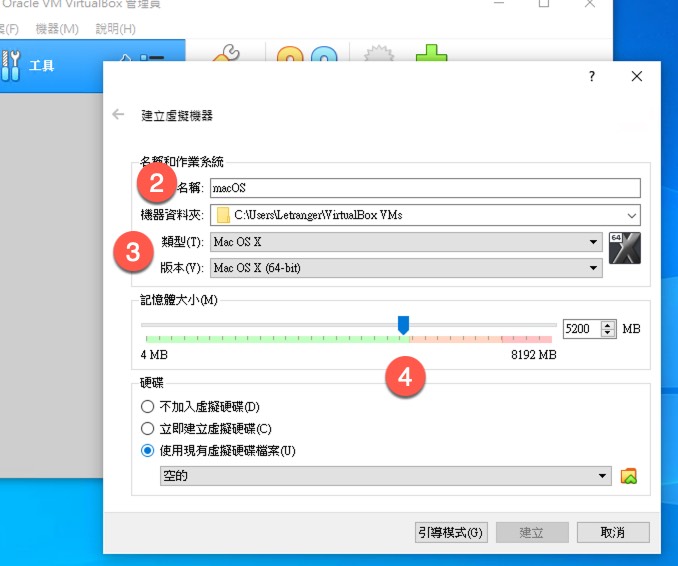 Oracle VM VirtualBox 管理員
(F) 機器(M) 說明(H)
工具
?
建立虛擬機器
名稱和作業系統
2 名稱: macOS
機器資料夾: C:\Users\Letranger\VirtualBox VMs
3 類型(T): Mac OS X
64
版本(V): Mac OS X (64-bit)
記憶體大小(M)
5200 MB
4 MB 8192 MB
4
硬碟
不加入虛擬硬碟(D)
立即建立虛擬硬碟(C)
使用現有虛擬硬碟檔案(U)
空的
引導模式(G) 建立 取消